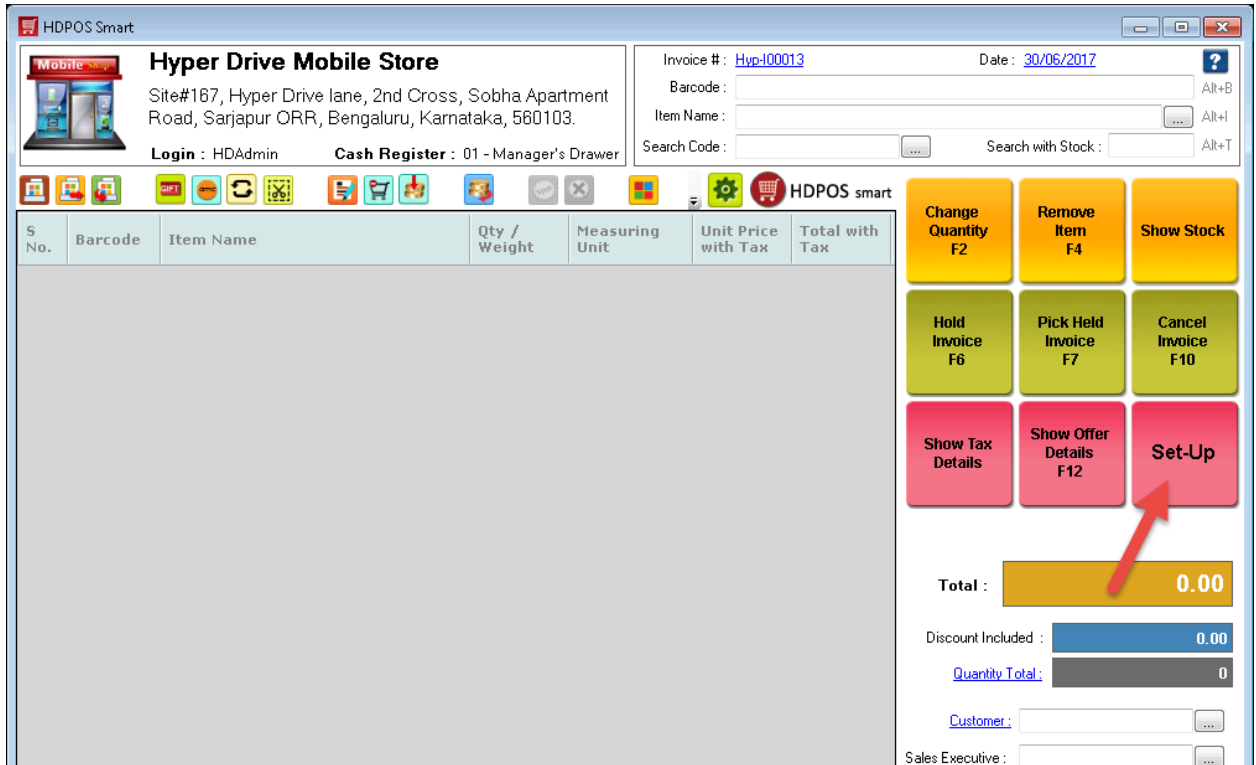 HDPOS Smart
Mobile Shop
Hyper Drive Mobile Store
Site#167, Hyper Drive lane, 2nd Cross, Sobha Apartment
Road, Sarjapur ORR, Bengaluru, Karnataka, 560103.
Login : HDAdmin Cash Register : 01 - Manager's Drawer
Invoice # : Hyp-I00013 Date : 30/06/2017 ?
Barcode : Alt+B
Item Name : ... Alt+I
Search Code : ... Search with Stock : Alt+T
GIFT amc HDPOS smart
S No. Barcode Item Name Qty / Weight Measuring Unit Unit Price with Tax Total with Tax
Change
Quantity
F2
Remove
Item
F4
Show Stock
Hold
Invoice
F6
Pick Held
Invoice
F7
Cancel
Invoice
F10
Show Tax
Details
Show Offer
Details
F12
Set-Up
Total : 0.00
Discount Included : 0.00
Quantity Total : 0
Customer : ...
Sales Executive : ...